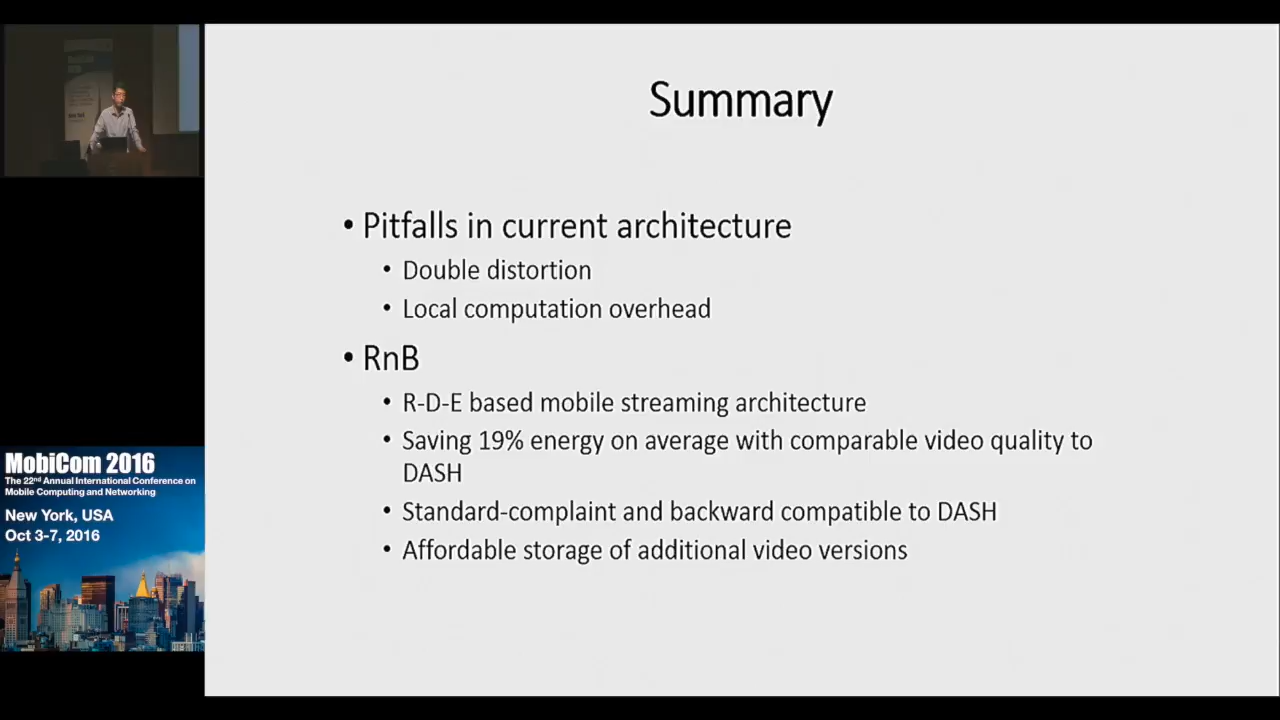 Summary
• Pitfalls in current architecture
• Double distortion
• Local computation overhead
• RnB
• R-D-E based mobile streaming architecture
• Saving 19% energy on average with comparable video quality to
DASH
• Standard-complaint and backward compatible to DASH
• Affordable storage of additional video versions
MobiCom 2016
The 22nd Annual International Conference on
Mobile Computing and Networking
New York, USA
Oct 3-7, 2016